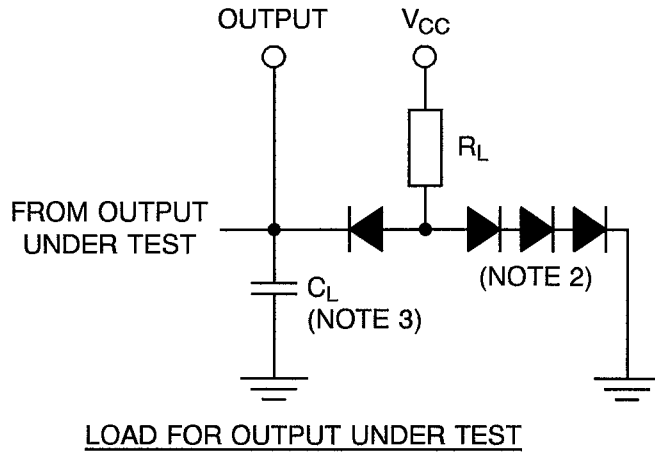 OUTPUT
VCC
RL
FROM OUTPUT
UNDER TEST
CL
(NOTE 3)
(NOTE 2)
LOAD FOR OUTPUT UNDER TEST